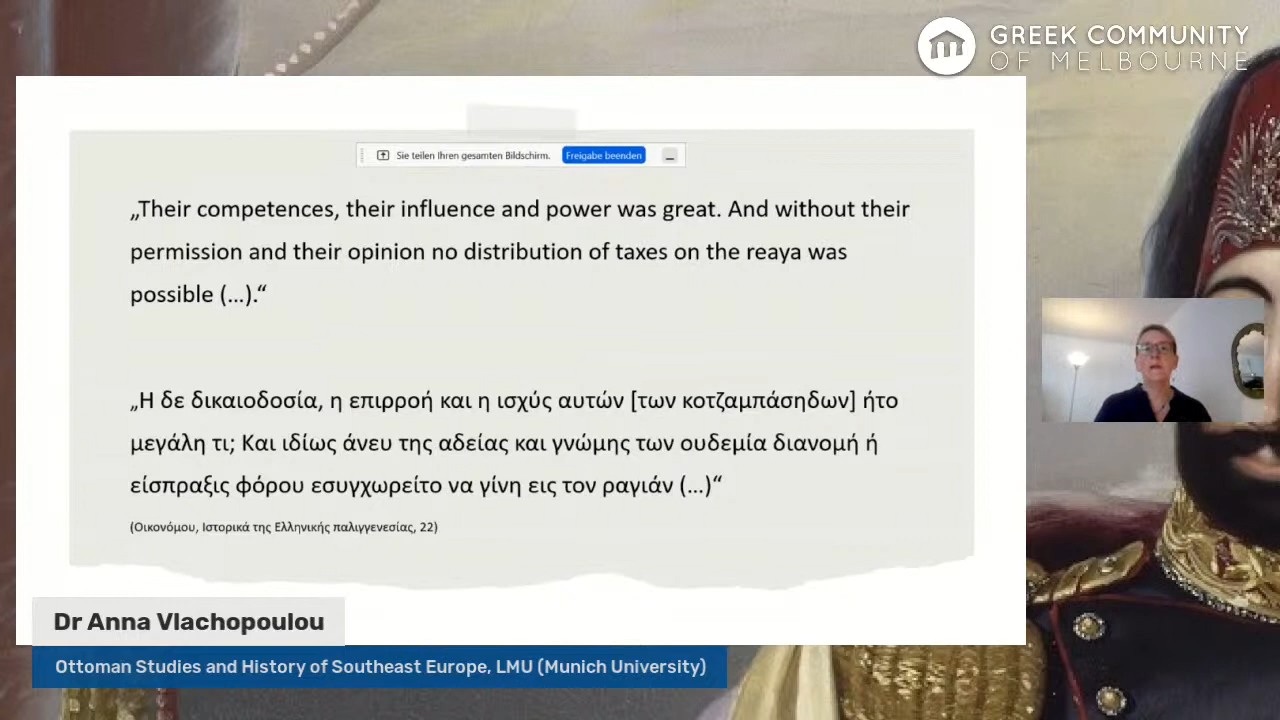 GREEK COMMUNITY
OF MELBOURNE
Sie teilen Ihren gesamten Bildschirm. Freigabe beenden
„Their competences, their influence and power was great. And without their
permission and their opinion no distribution of taxes on the reaya was
possible (...).“
„Η δε δικαιοδοσία, η επιρροή και η ισχύς αυτών [των κοτζαμπάσηδων] ήτο
μεγάλη τι; Και ιδίως άνευ της αδείας και γνώμης των ουδεμία διανομή ή
είσπραξις φόρου εσυγχωρείτο να γίνη εις τον ραγιάν (...)“
(Οικονόμου, Ιστορικά της Ελληνικής παλιγγενεσίας, 22)
Dr Anna Vlachopoulou
Ottoman Studies and History of Southeast Europe, LMU (Munich University)